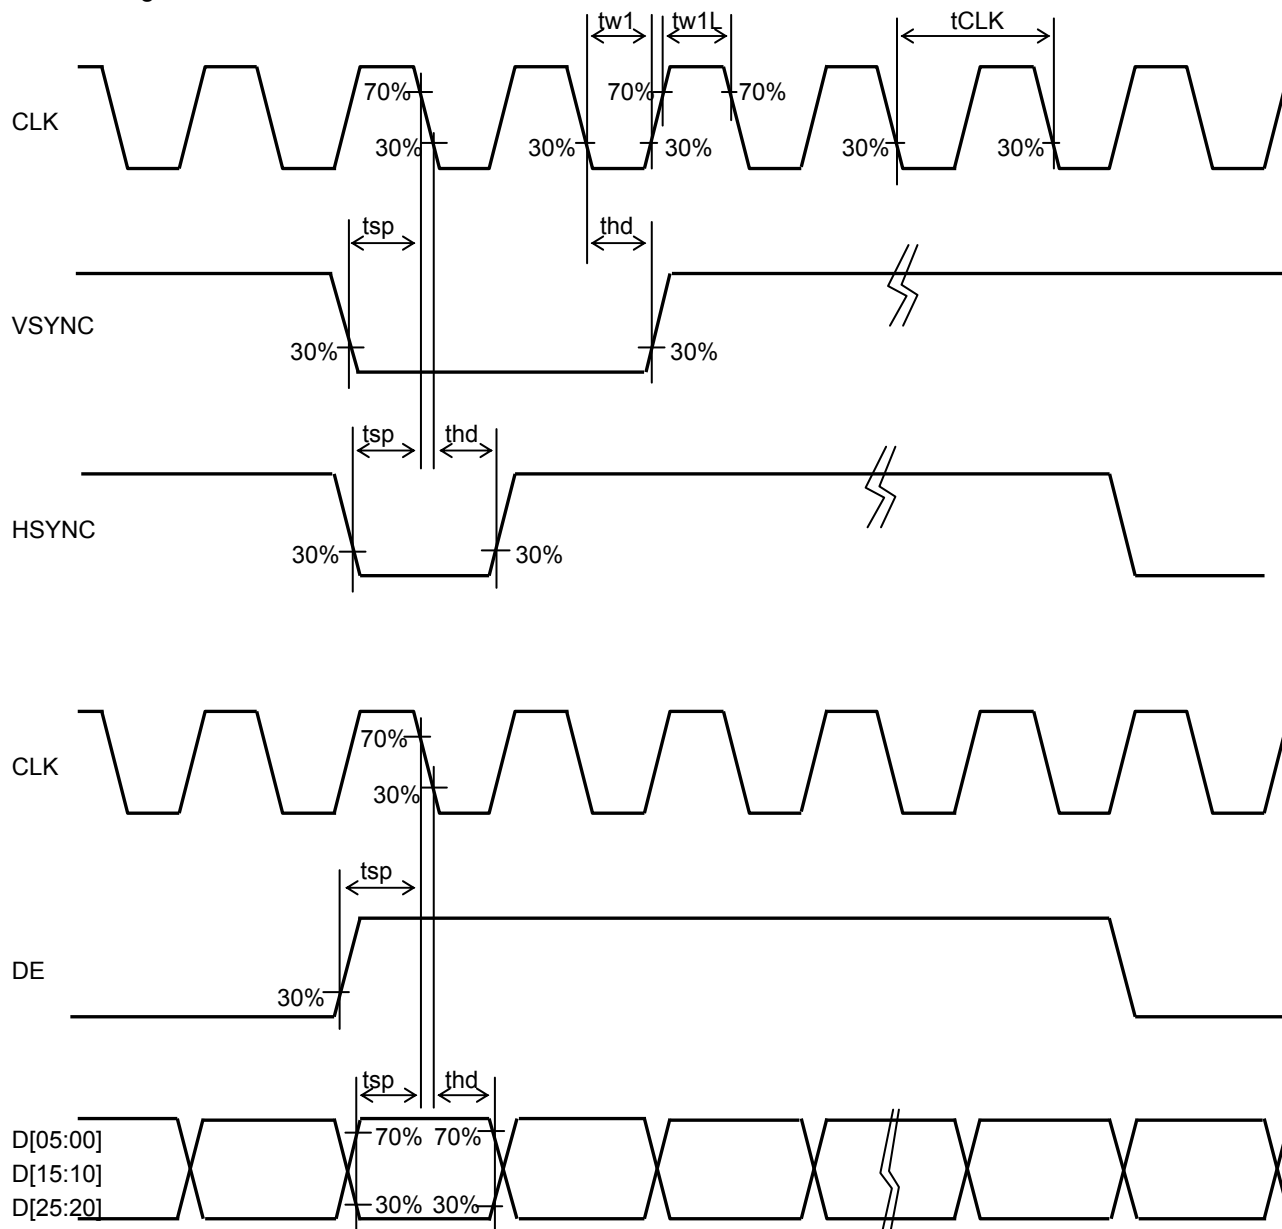 tw1 tw1L tCLK
70% 70% 70%
CLK
30% 30% 30% 30% 30%
tsp thd
VSYNC
30% 30%
tsp thd
HSYNC
30% 30%
70%
CLK
30%
tsp
DE
30%
tsp thd
D[05:00] 70% 70%
D[15:10]
D[25:20] 30% 30%